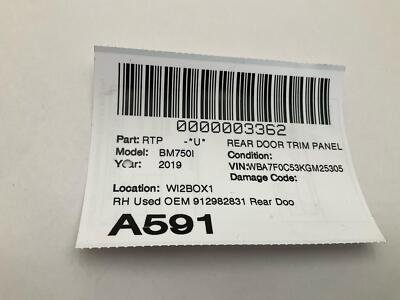 0000003362
Part: RTP -*U* REAR DOOR TRIM PANEL
Model: BM750I Condition:
Year: 2019 VIN:WBA7F0C53KGM25305
Damage Code:
Location: WI2BOX1
RH Used OEM 912982831 Rear Doo
A591